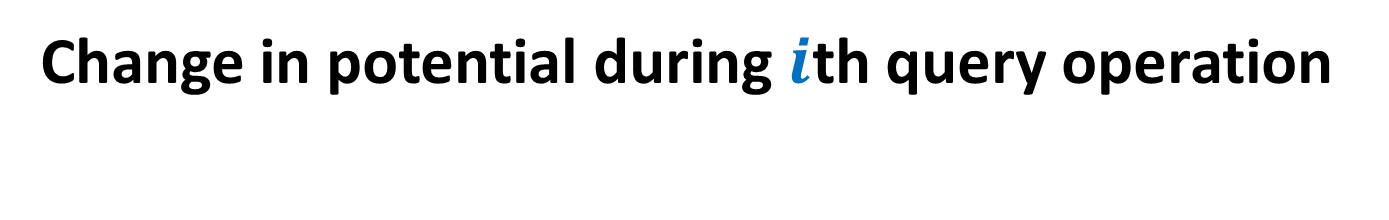 Change in potential during ith query operation